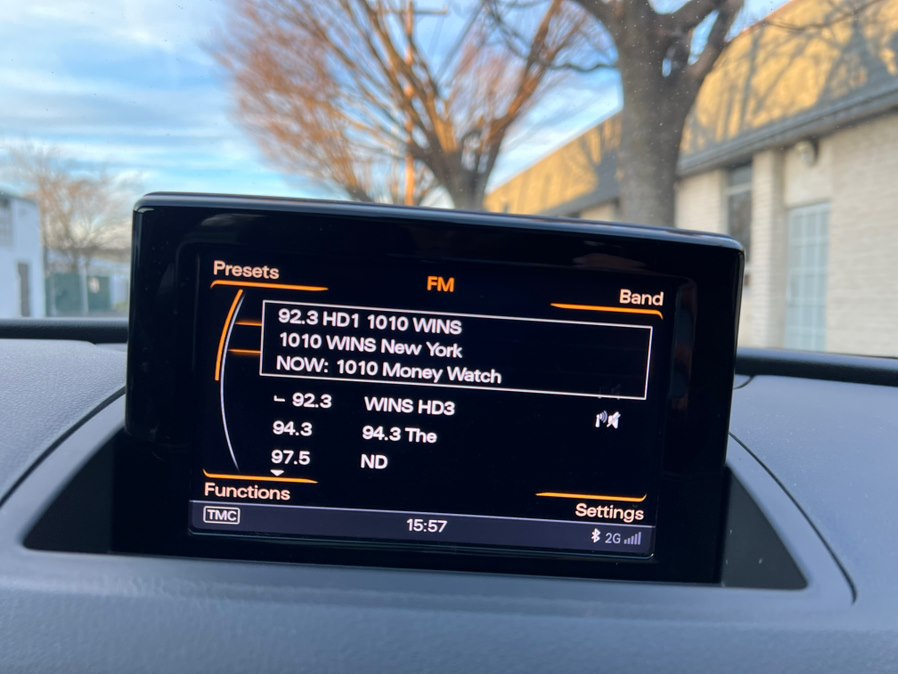 Presets
FM
Band
92.3 HD1 1010 WINS
1010 WINS New York
NOW: 1010 Money Watch
92.3 WINS HD3
94.3 94.3 The
97.5 ND
Functions
Settings
TMC
15:57
2G